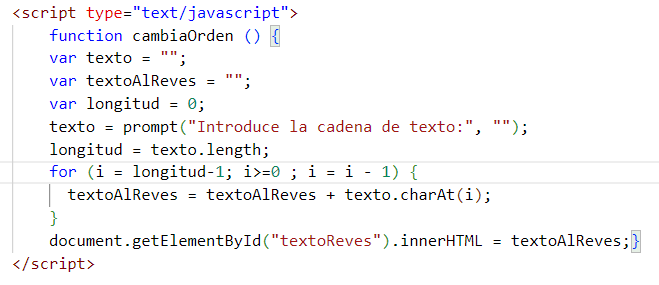 <script type="text/javascript">
function cambiaOrden () {
var texto = "";
var textoAlReves = "";
var longitud = 0;
texto = prompt("Introduce la cadena de texto:", "");
longitud = texto.length;
for (i = longitud-1; i>=0 ; i = i - 1) {
textoAlReves = textoAlReves + texto.charAt(i);
}
document.getElementById("textoReves").innerHTML = textoAlReves;}
</script>